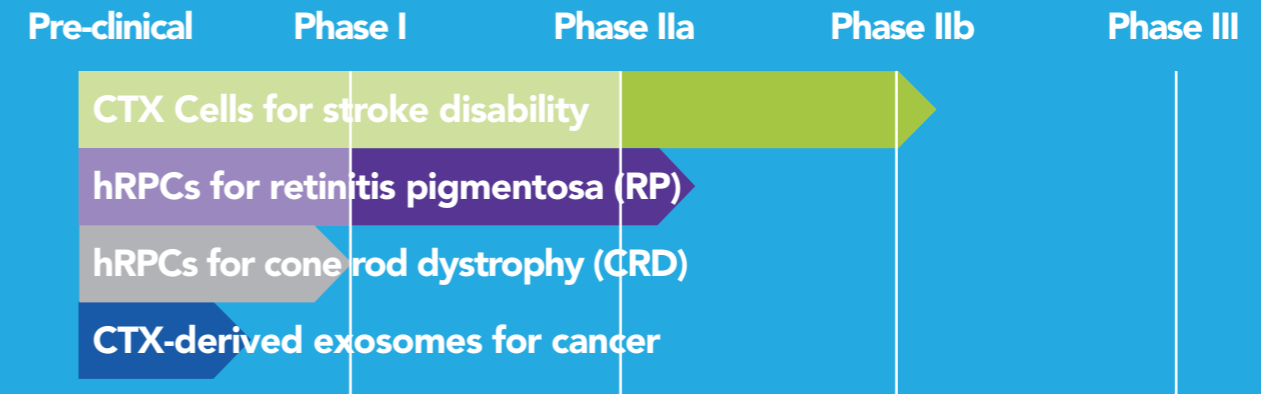 Pre-clinical Phase I Phase IIa Phase IIb Phase III
CTX Cells for stroke disability
hRPCs for retinitis pigmentosa (RP)
hRPCs for cone rod dystrophy (CRD)
CTX-derived exosomes for cancer